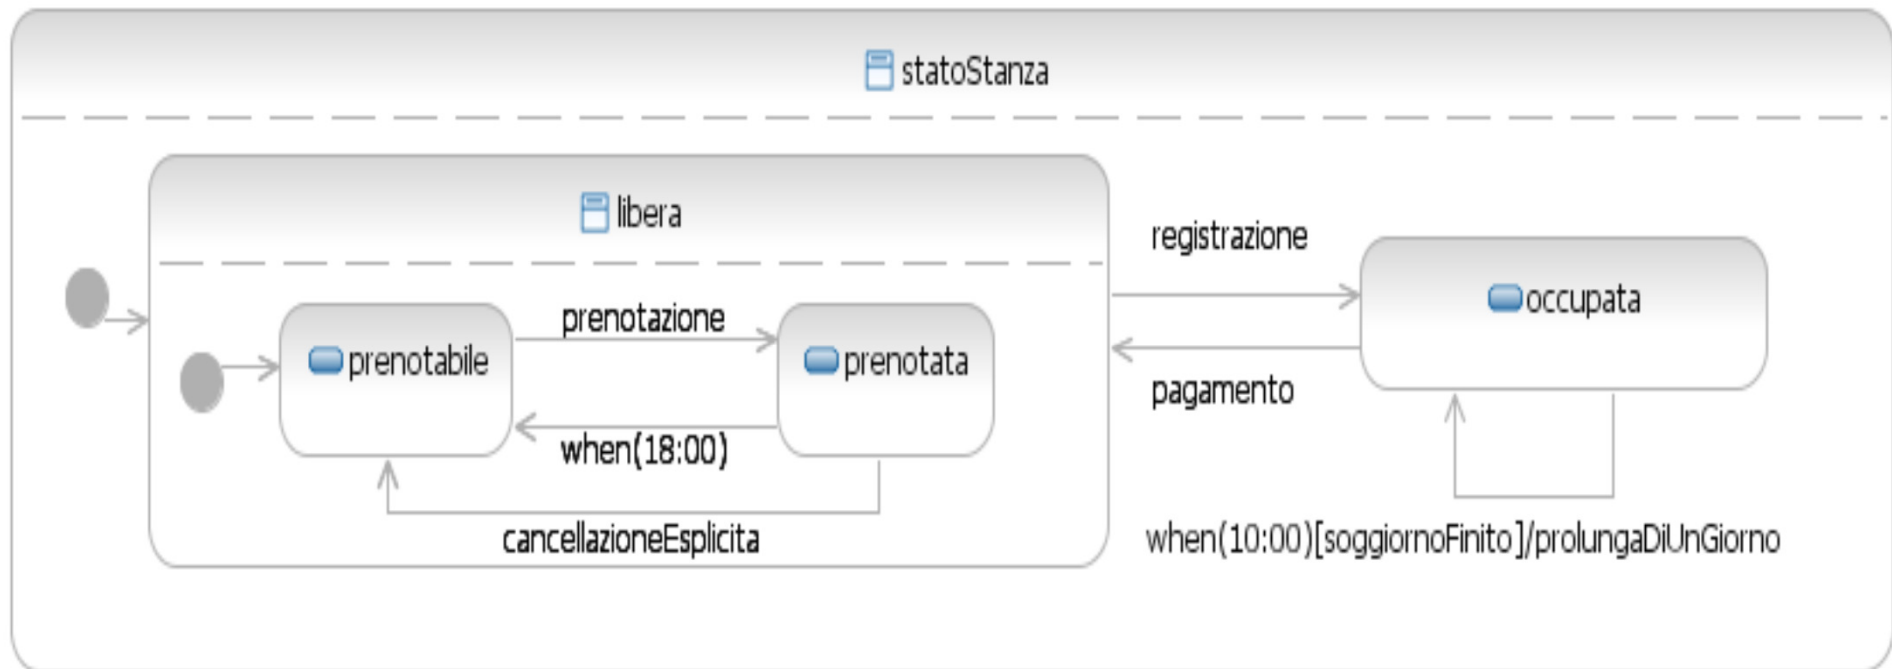 statoStanza
libera
registrazione
occupata
prenotazione
prenotabile
prenotata
pagamento
when(18:00)
cancellazioneEsplicita
when(10:00)[soggiornoFinito]/prolungaDiUnGiorno